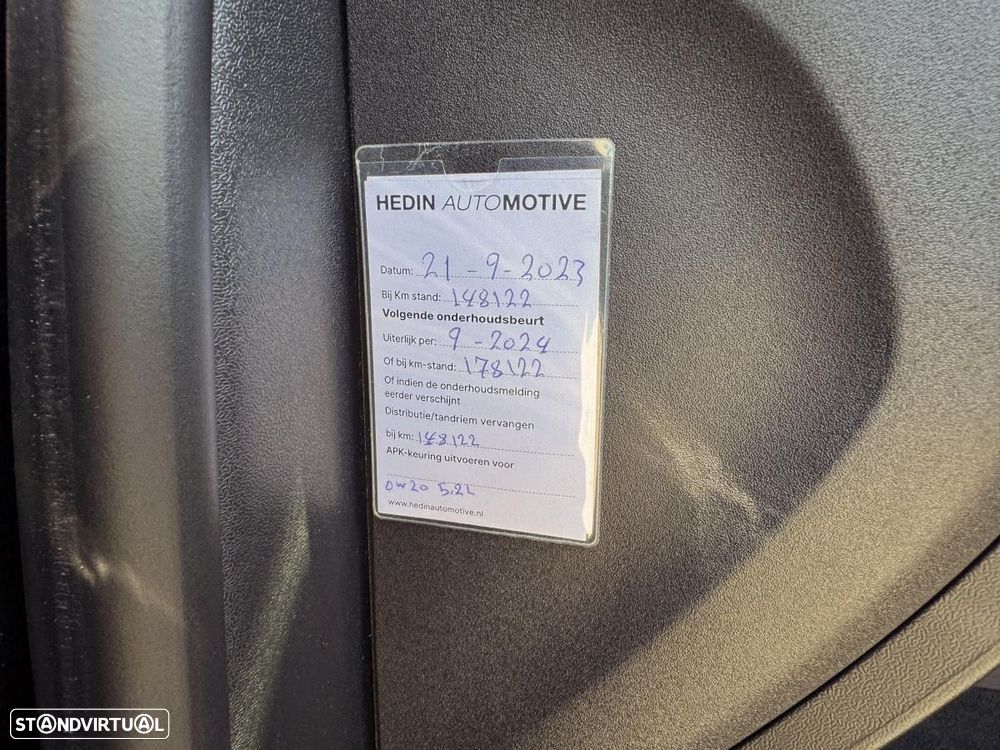 HEDIN AUTOMOTIVE
Datum: 21-9-2023
Bij Km stand: 148122
Volgende onderhoudsbeurt
Uiterlijk per: 9-2024
Of bij km-stand: 178122
Of indien de onderhoudsmelding
eerder verschijnt
Distributie/tandriem vervangen
bij km: 148122
APK-keuring uitvoeren voor
0W20 5,2L
www.hedinautomotive.nl
STANDVIRTUAL